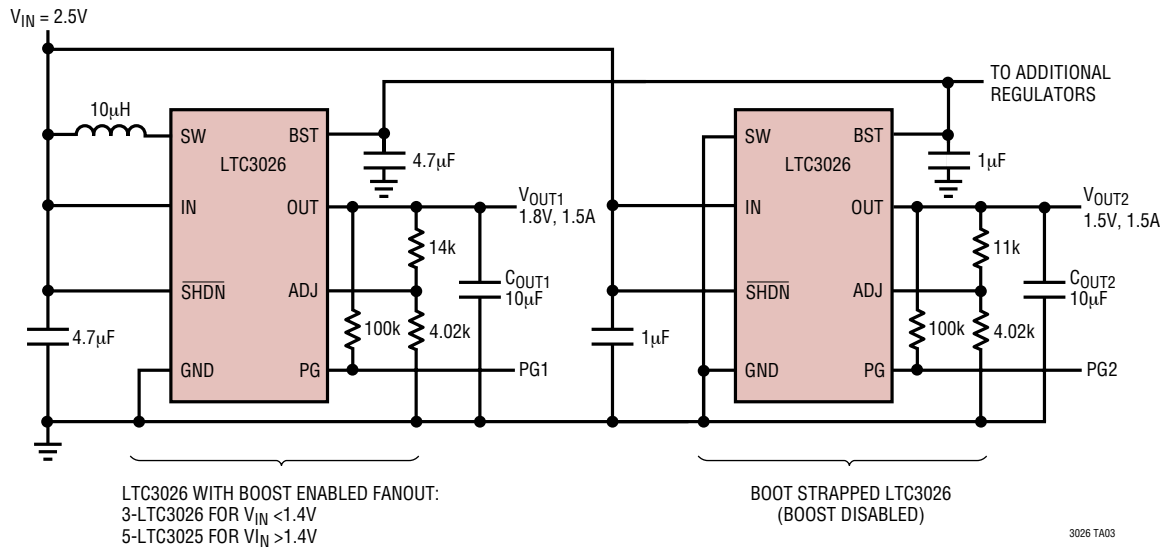 VIN = 2.5V
TO ADDITIONAL
REGULATORS
10µH
SW
BST
LTC3026
4.7µF
IN
OUT
VOUT1
1.8V, 1.5A
14k
SHDN
ADJ
COUT1
10µF
4.7µF
100k
4.02k
GND
PG
PG1
SW
BST
LTC3026
1µF
IN
OUT
VOUT2
1.5V, 1.5A
11k
SHDN
ADJ
COUT2
10µF
1µF
100k
4.02k
GND
PG
PG2
LTC3026 WITH BOOST ENABLED FANOUT:
3-LTC3026 FOR VIN <1.4V
5-LTC3025 FOR VIN >1.4V
BOOT STRAPPED LTC3026
(BOOST DISABLED)
3026 TA03